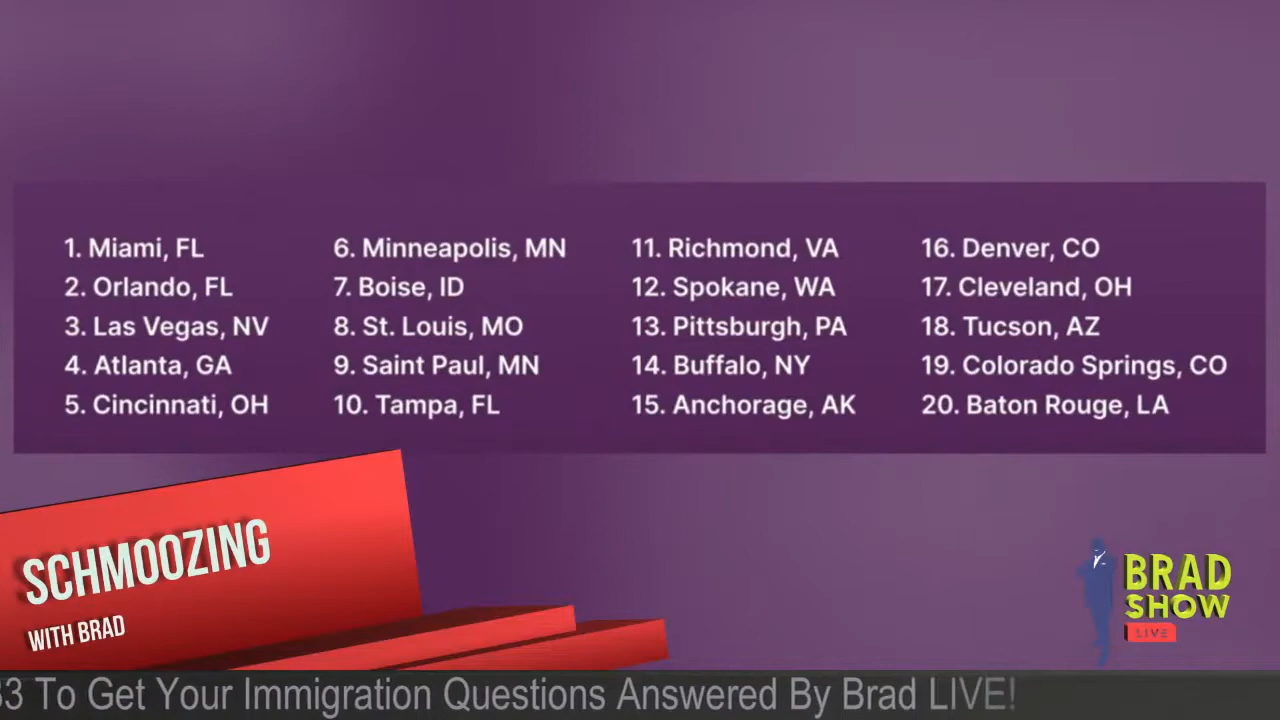 1. Miami, FL
2. Orlando, FL
3. Las Vegas, NV
4. Atlanta, GA
5. Cincinnati, OH
6. Minneapolis, MN
7. Boise, ID
8. St. Louis, MO
9. Saint Paul, MN
10. Tampa, FL
11. Richmond, VA
12. Spokane, WA
13. Pittsburgh, PA
14. Buffalo, NY
15. Anchorage, AK
16. Denver, CO
17. Cleveland, OH
18. Tucson, AZ
19. Colorado Springs, CO
20. Baton Rouge, LA
SCHMOOZING
WITH BRAD
BRAD
SHOW
LIVE
3 To Get Your Immigration Questions Answered By Brad LIVE!